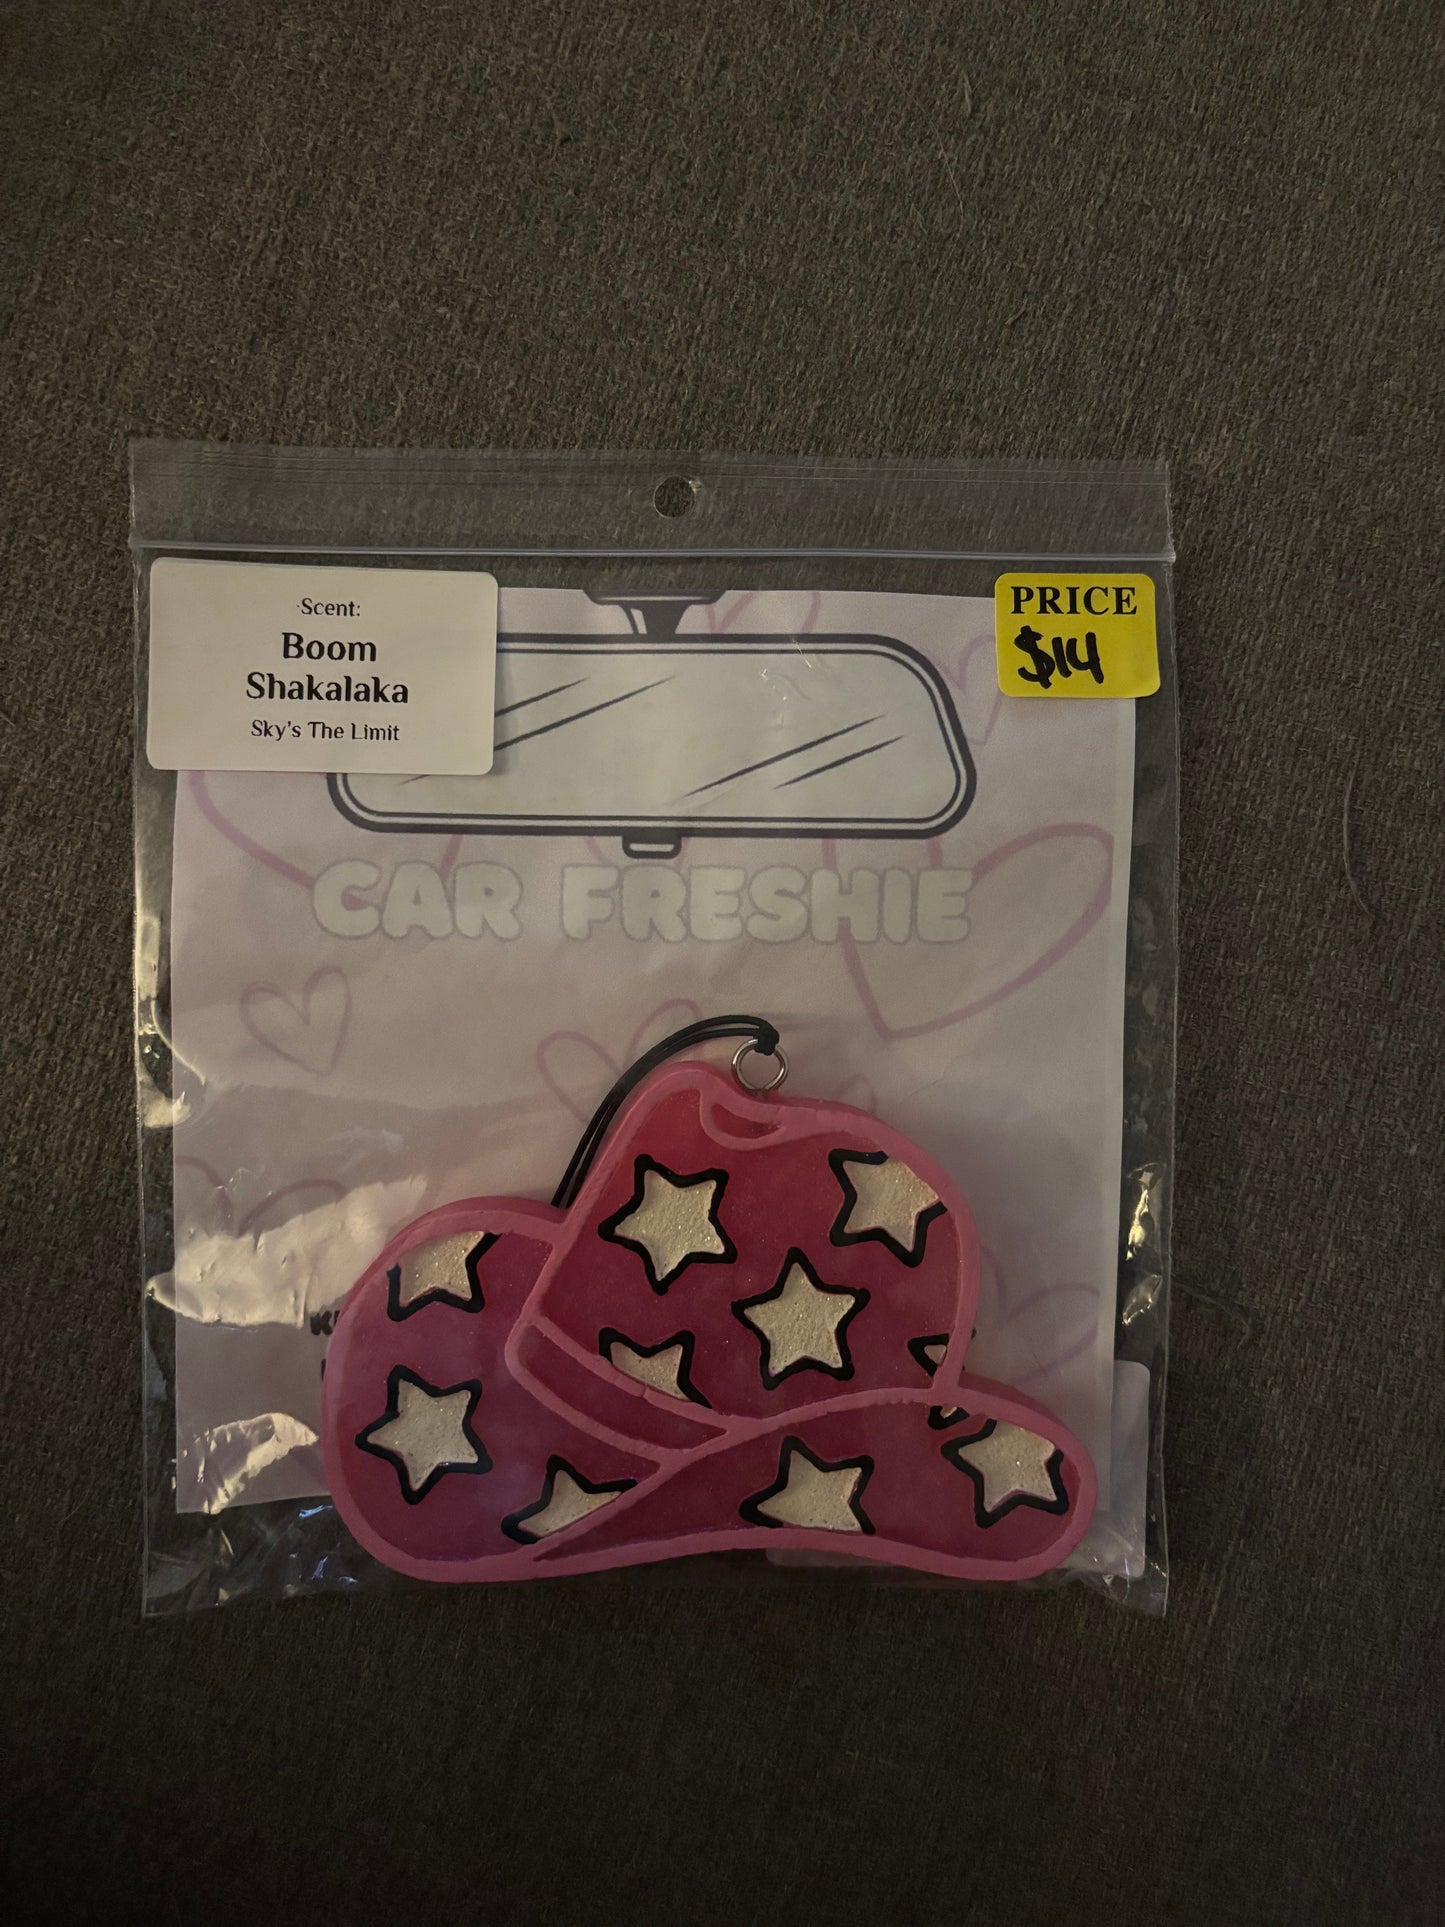 Scent:
Boom
Shakalaka
Sky's The Limit
PRICE
$14
CAR FRESHIE